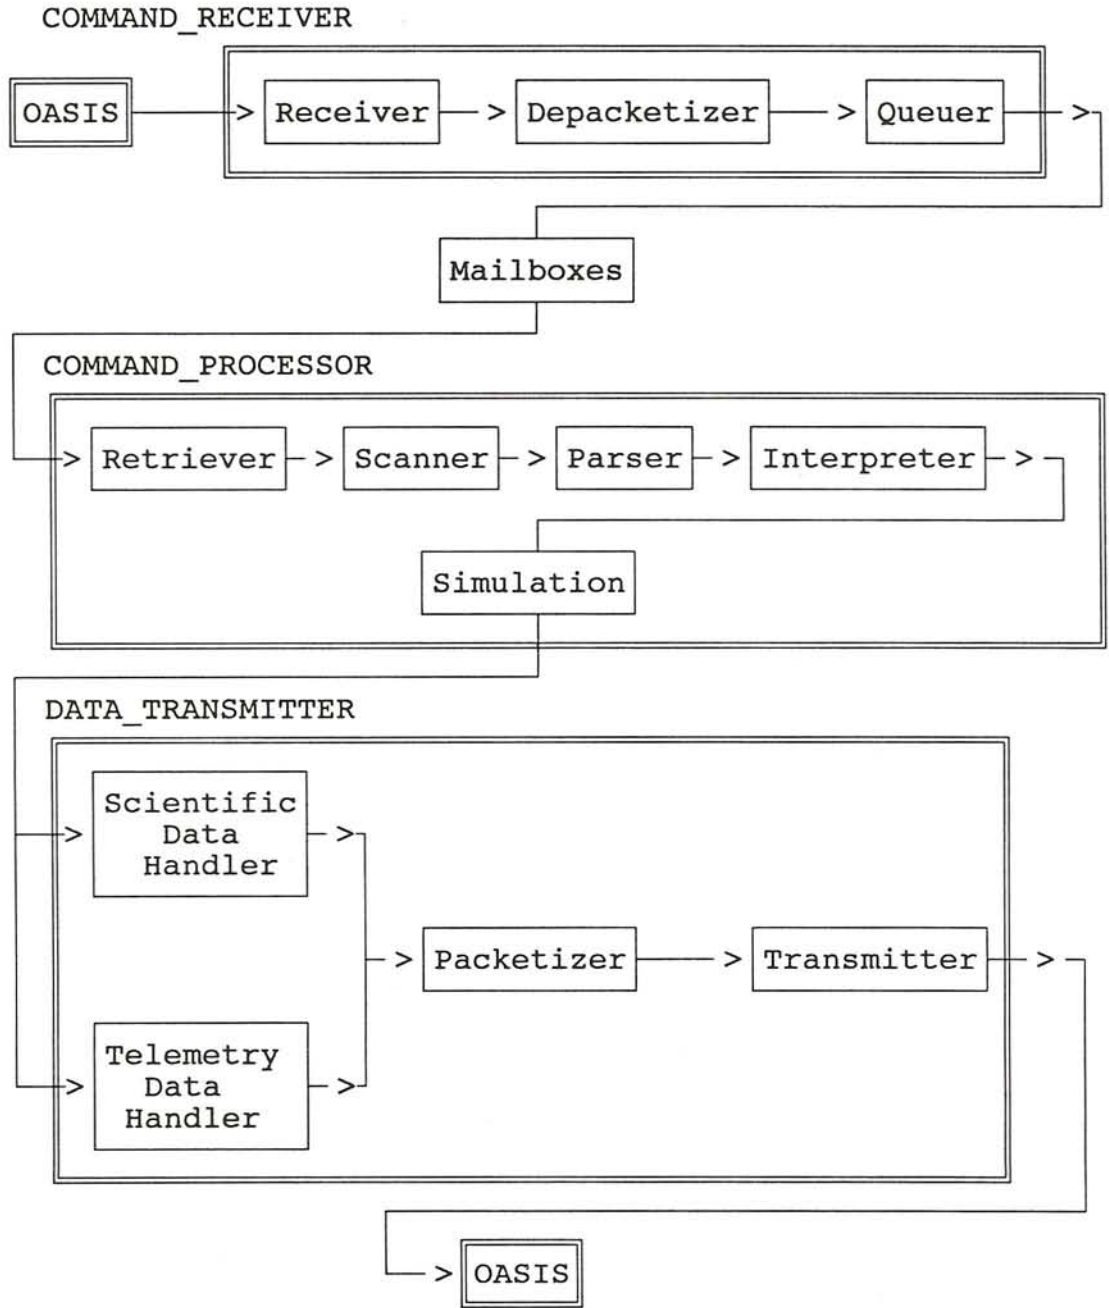 COMMAND_RECEIVER
OASIS
Receiver
Depacketizer
Queuer
Mailboxes
COMMAND_PROCESSOR
Retriever
Scanner
Parser
Interpreter
Simulation
DATA_TRANSMITTER
Scientific
Data
Handler
Packetizer
Transmitter
Telemetry
Data
Handler
OASIS